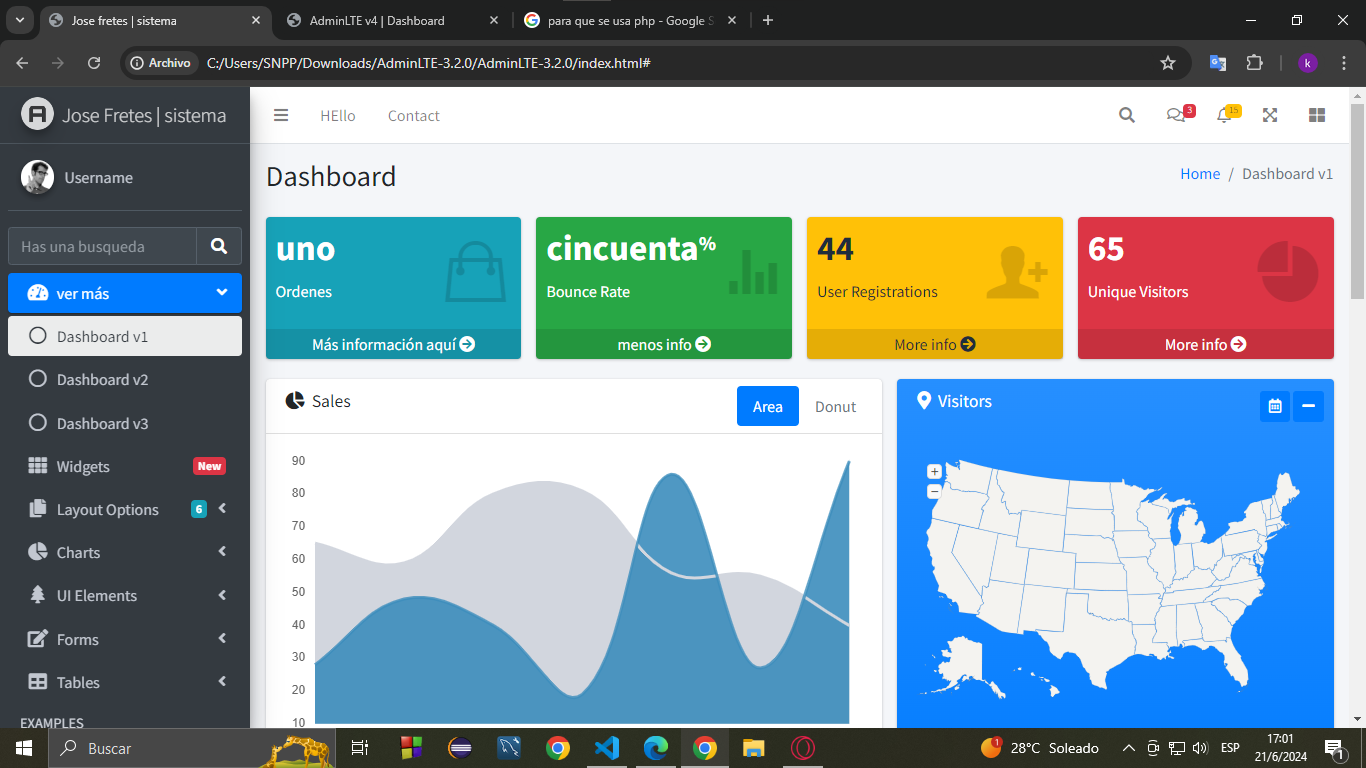 Jose fretes | sistema
AdminLTE v4 | Dashboard
para que se usa php - Google S
Archivo
C:/Users/SNPP/Downloads/AdminLTE-3.2.0/AdminLTE-3.2.0/index.html#
k
Jose Fretes | sistema
HEllo
Contact
3
15
Username
Dashboard
Home / Dashboard v1
Has una busqueda
ver más
Dashboard v1
Dashboard v2
Dashboard v3
Widgets
New
Layout Options
6
Charts
UI Elements
Forms
Tables
EXAMPLES
uno
Ordenes
Más información aquí
cincuenta%
Bounce Rate
menos info
44
User Registrations
More info
65
Unique Visitors
More info
Sales
Area
Donut
90
80
70
60
50
40
30
20
10
Visitors
+
−
Buscar
1
28°C Soleado
ESP
17:01
21/6/2024
1